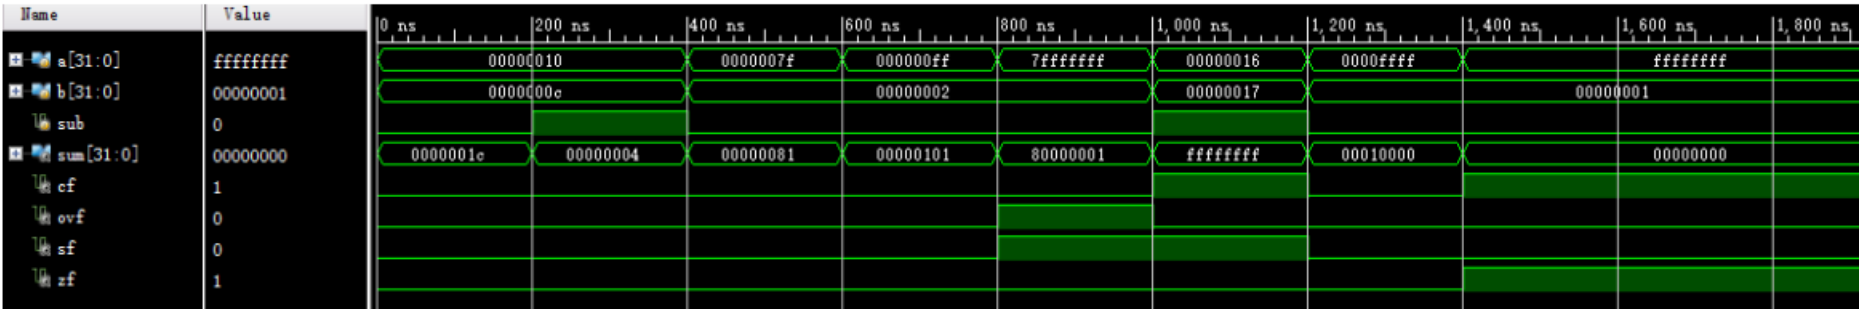 Name Value
0 ns 200 ns 400 ns 600 ns 800 ns 1,000 ns 1,200 ns 1,400 ns 1,600 ns 1,800 ns
a[31:0] ffffffff 00000010 0000007f 000000ff 7fffffff 00000016 0000ffff ffffffff
b[31:0] 00000001 0000000c 00000002 00000017 00000001
sub 0
sum[31:0] 00000000 0000001c 00000004 00000081 00000101 80000001 ffffffff 00010000 00000000
cf 1
ovf 0
sf 0
zf 1